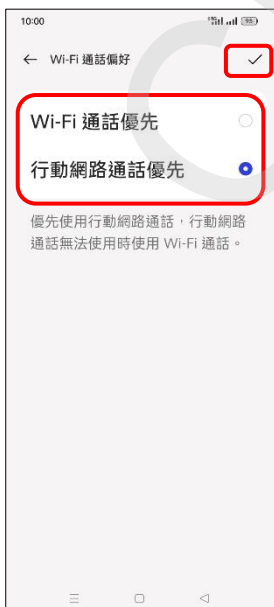 10:00
Wi-Fi 通話偏好
Wi-Fi 通話優先
行動網路通話優先
優先使用行動網路通話，行動網路
通話無法使用時使用 Wi-Fi 通話。